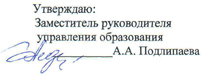 Утверждаю:
Заместитель руководителя
управления образования
А.А. Подлипаева